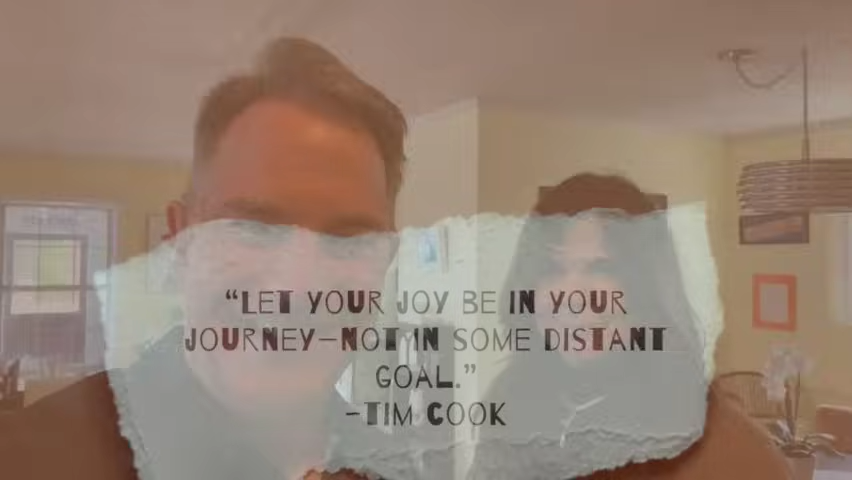 “LET YOUR JOY BE IN YOUR
JOURNEY—NOT IN SOME DISTANT
GOAL.”
-TIM COOK